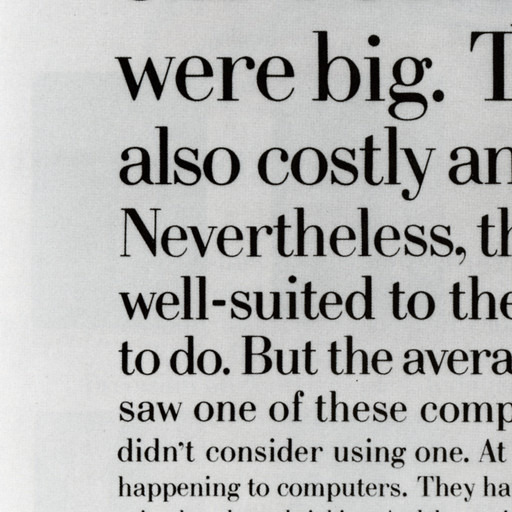 were big. T
also costly an
Nevertheless, th
well-suited to the
to do. But the avera
saw one of these comp
didn't consider using one. At
happening to computers. They ha